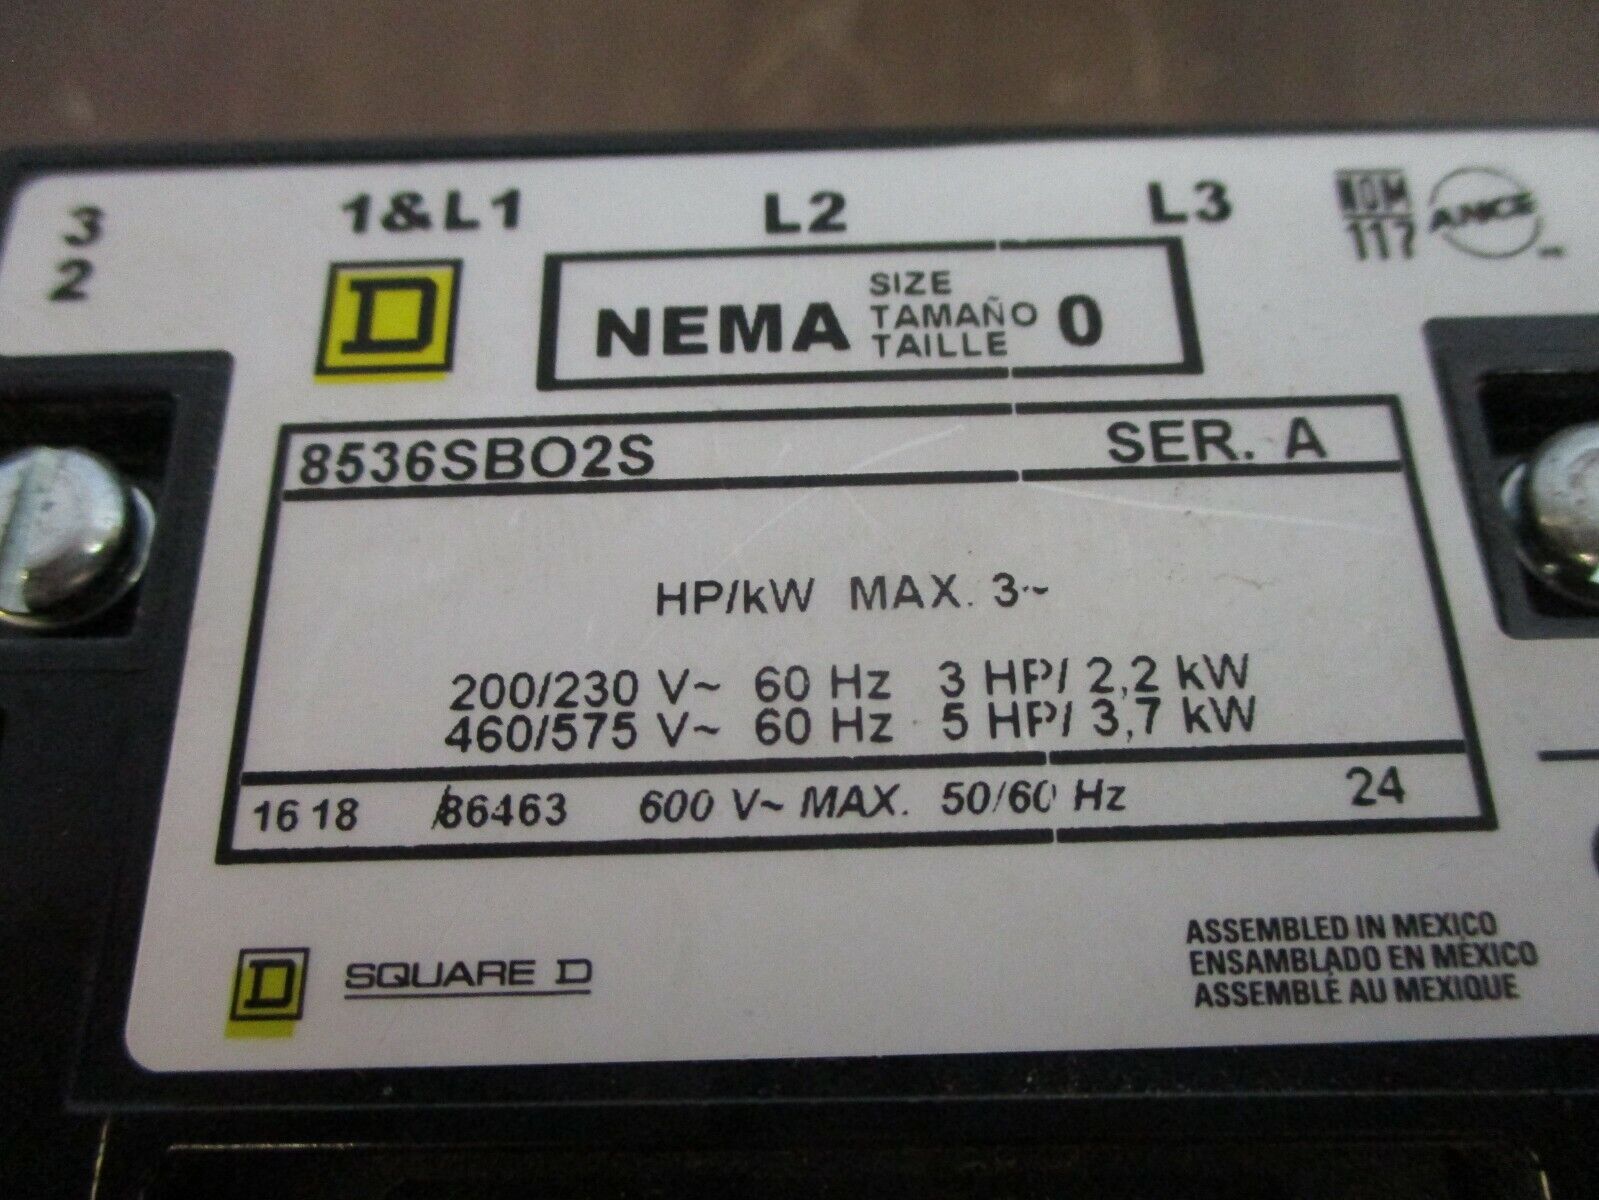 3
2
1&L1 L2 L3
NOM
117
ANCE
D
NEMA SIZE
TAMAÑO
TAILLE 0
8536SBO2S SER. A
HP/kW MAX. 3~
200/230 V~ 60 Hz 3 HP/ 2,2 kW
460/575 V~ 60 Hz 5 HP/ 3,7 kW
16 18 /86463 600 V~ MAX. 50/60 Hz 24
D SQUARE D
ASSEMBLED IN MEXICO
ENSAMBLADO EN MÉXICO
ASSEMBLÉ AU MEXIQUE